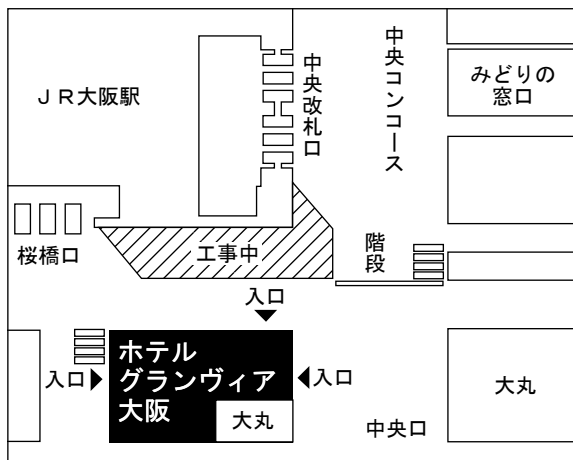 ＪＲ大阪駅
中央改札口
中央コンコース
みどりの
窓口
桜橋口
工事中
階段
入口
ホテル
グランヴィア
大阪
大丸
入口
入口
中央口
大丸